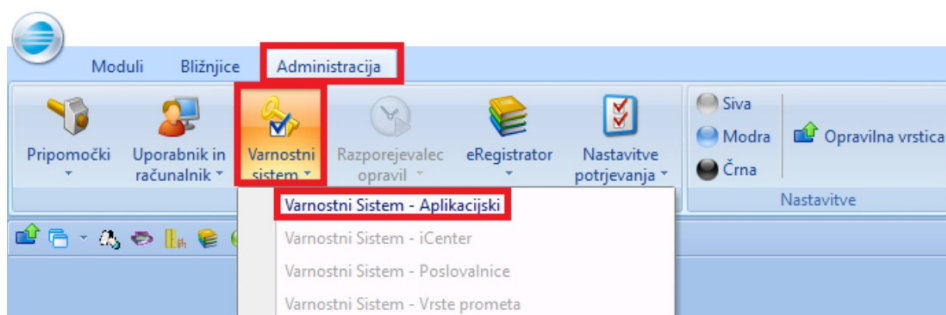 Moduli Bližnjice Administracija
Pripomočki
Uporabnik in
računalnik
Varnostni
sistem
Razporejevalec
opravil
eRegistrator
Nastavitve
potrjevanja
Siva
Modra
Črna
Opravilna vrstica
Nastavitve
Varnostni Sistem - Aplikacijski
Varnostni Sistem - iCenter
Varnostni Sistem - Poslovalnice
Varnostni Sistem - Vrste prometa